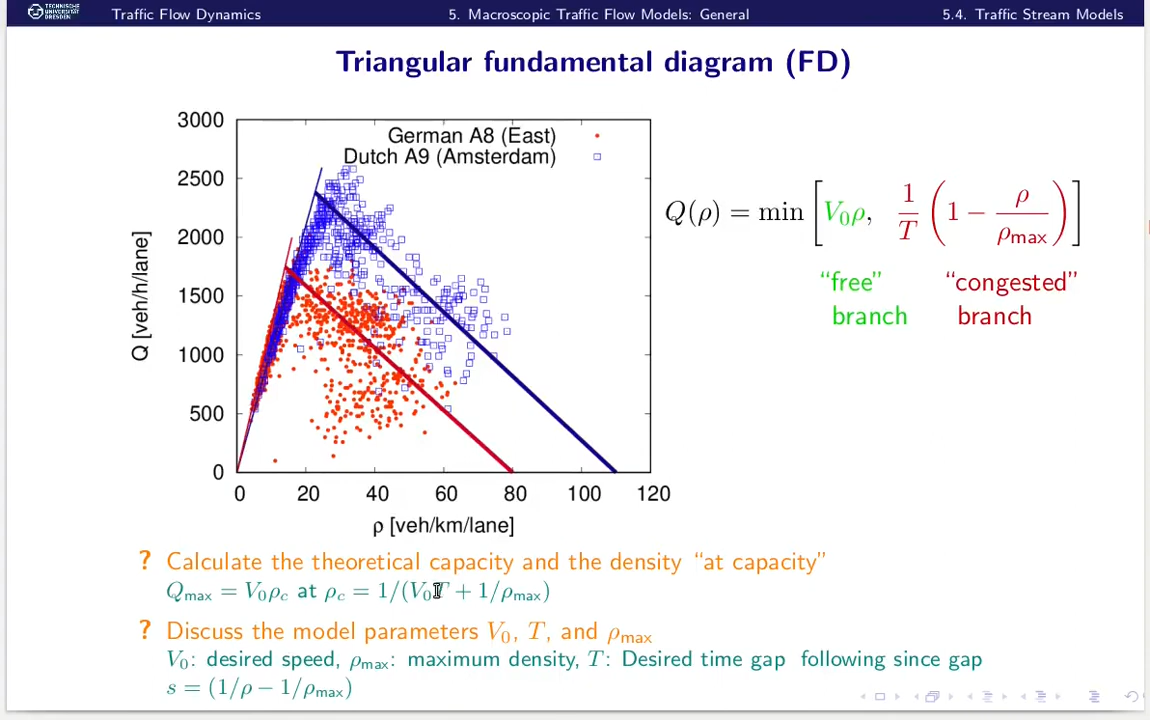 TECHNISCHE UNIVERSITÄT DRESDEN
Traffic Flow Dynamics 5. Macroscopic Traffic Flow Models: General 5.4. Traffic Stream Models
Triangular fundamental diagram (FD)
3000
2500
2000
1500
1000
500
0
Q [veh/h/lane]
German A8 (East)
Dutch A9 (Amsterdam)
0 20 40 60 80 100 120
ρ [veh/km/lane]
Q(ρ) = min [V₀ρ, 1/T (1 − ρ/ρmax)]
“free” “congested”
branch branch
? Calculate the theoretical capacity and the density “at capacity”
Qmax = V₀ρc at ρc = 1/(V₀T + 1/ρmax)
? Discuss the model parameters V₀, T, and ρmax
V₀: desired speed, ρmax: maximum density, T: Desired time gap following since gap
s = (1/ρ − 1/ρmax)